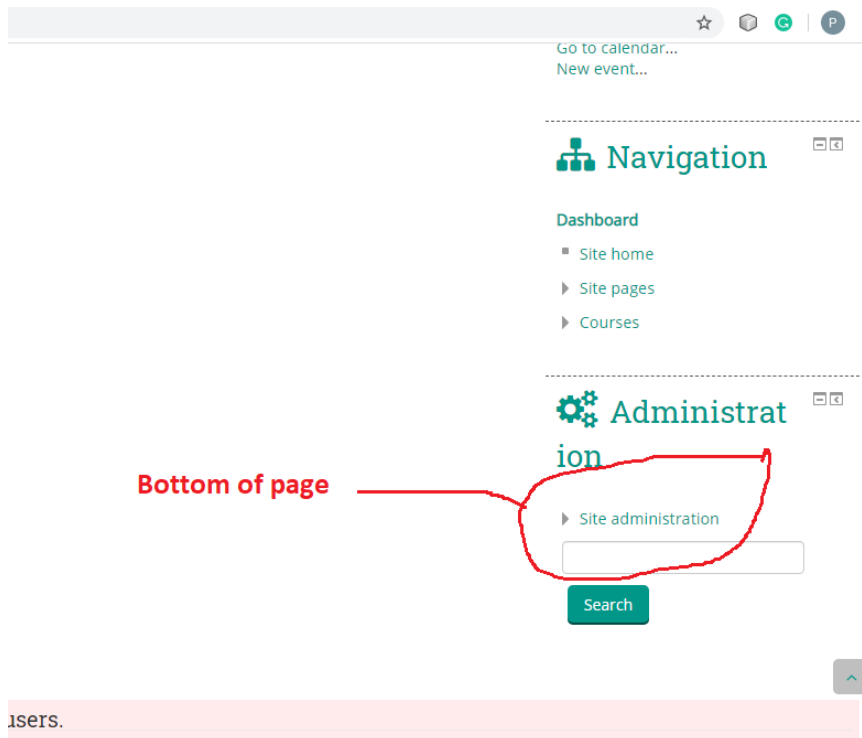 P
Go to calendar...
New event...
Navigation
Dashboard
Site home
Site pages
Courses
Administrat
ion
Bottom of page
Site administration
Search
users.